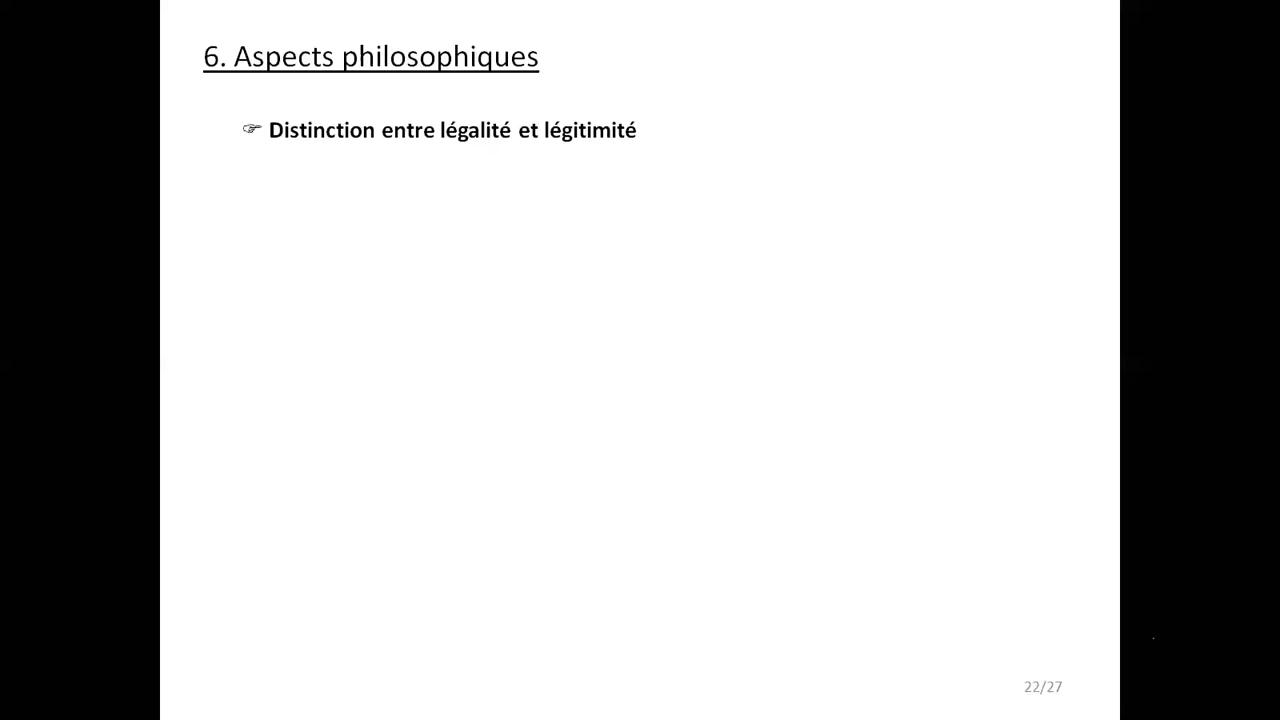 6. Aspects philosophiques
☞ Distinction entre légalité et légitimité
22/27